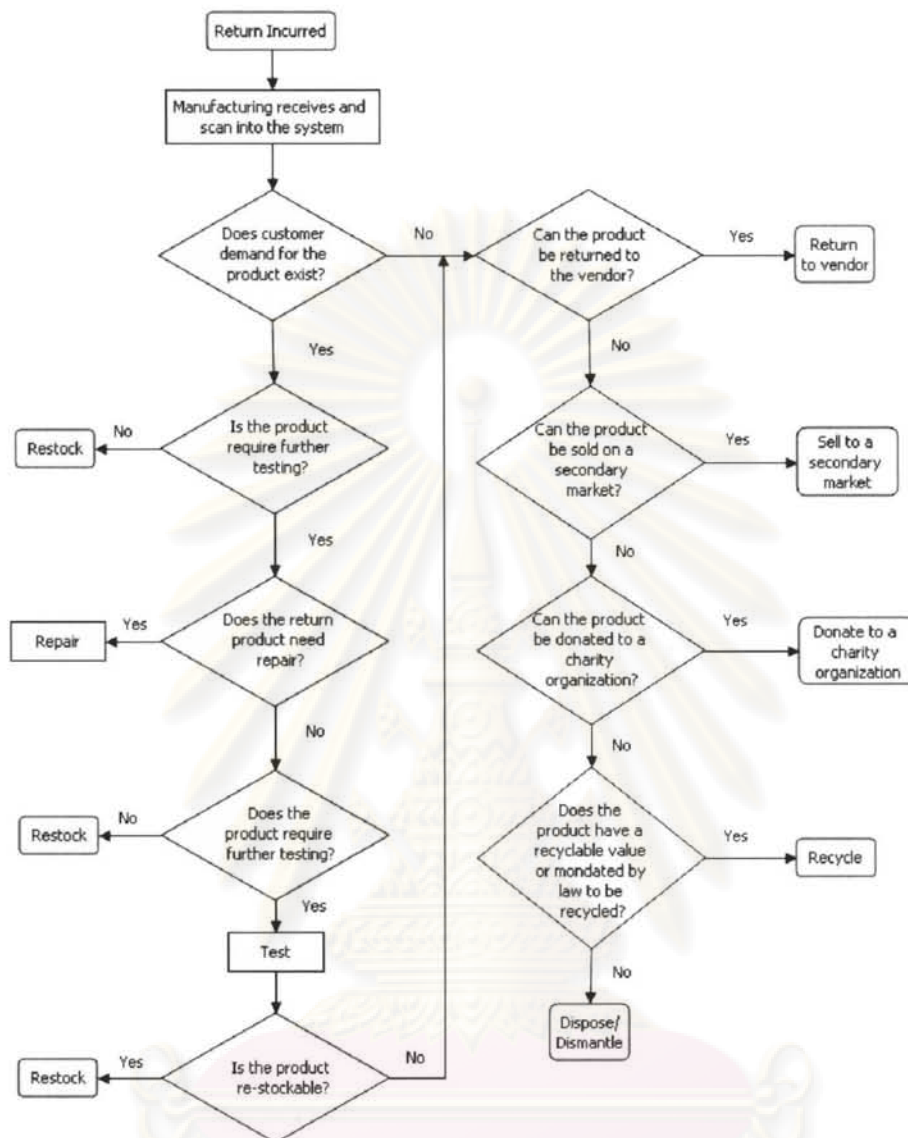 Return Incurred
Manufacturing receives and
scan into the system
Does customer
demand for the
product exist?
No
Can the product
be returned to
the vendor?
Yes
Return
to vendor
Yes
No
Restock
No
Is the product
require further
testing?
Can the product
be sold on a
secondary
market?
Yes
Sell to a
secondary
market
Yes
No
Repair
Yes
Does the return
product need
repair?
Can the product
be donated to a
charity
organization?
Yes
Donate to a
charity
organization
No
No
Restock
No
Does the
product require
further testing?
Does the
product have a
recyclable value
or mondated by
law to be
recycled?
Yes
Recycle
Yes
Test
No
Dispose/
Dismantle
Restock
Yes
Is the product
re-stockable?
No